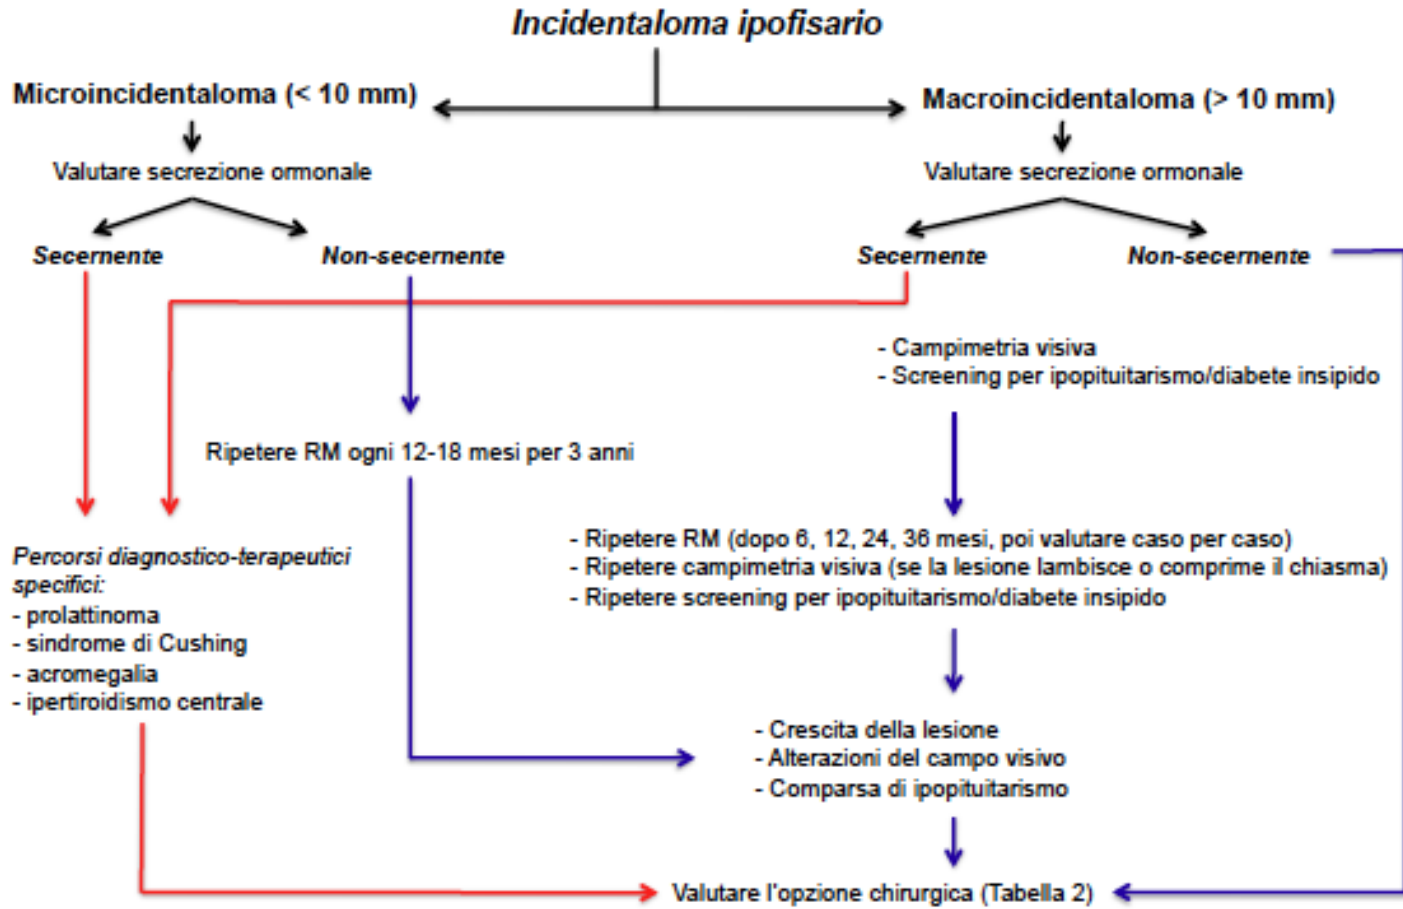 Incidentaloma ipofisario
Microincidentaloma (< 10 mm)
Macroincidentaloma (> 10 mm)
Valutare secrezione ormonale
Valutare secrezione ormonale
Secernente
Non-secernente
Secernente
Non-secernente
- Campimetria visiva
- Screening per ipopituitarismo/diabete insipido
Ripetere RM ogni 12-18 mesi per 3 anni
Percorsi diagnostico-terapeutici
specifici:
- prolattinoma
- sindrome di Cushing
- acromegalia
- ipertiroidismo centrale
- Ripetere RM (dopo 6, 12, 24, 36 mesi, poi valutare caso per caso)
- Ripetere campimetria visiva (se la lesione lambisce o comprime il chiasma)
- Ripetere screening per ipopituitarismo/diabete insipido
- Crescita della lesione
- Alterazioni del campo visivo
- Comparsa di ipopituitarismo
Valutare l'opzione chirurgica (Tabella 2)